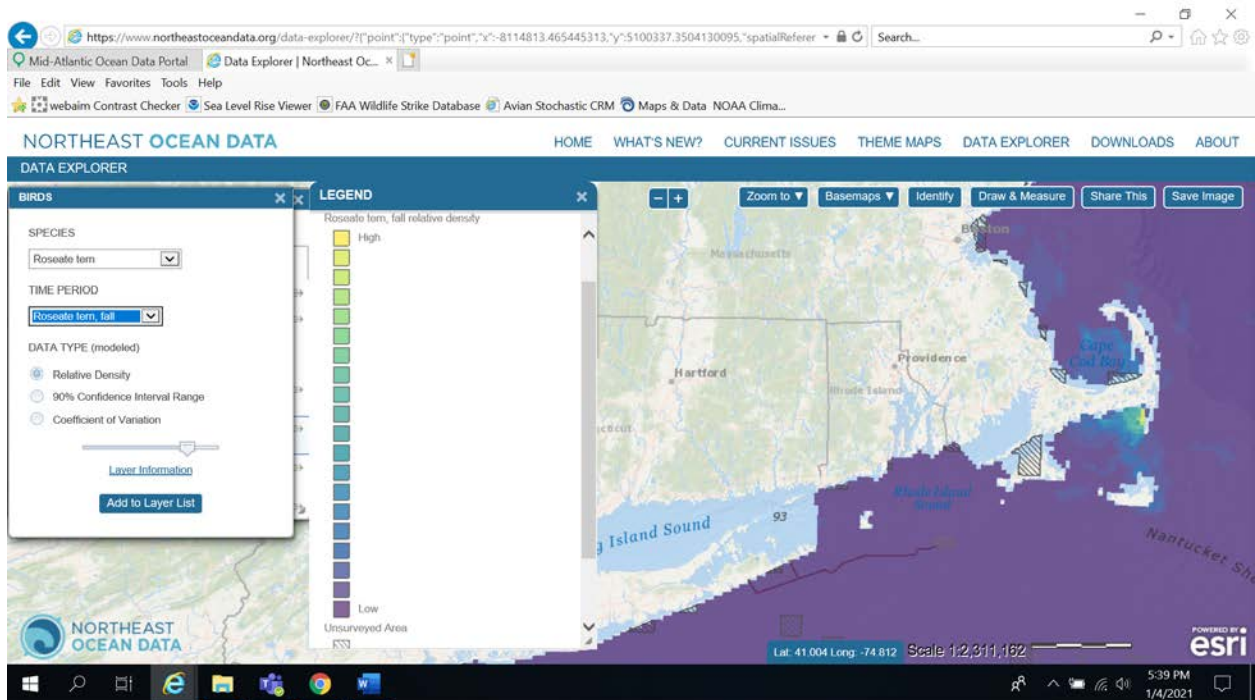 https://www.northeastoceandata.org/data-explorer/?{"point":{"type":"point","x":-8114813.465445313,"y":5100337.3504130095,"spatialReferer
Search...
Mid-Atlantic Ocean Data Portal
Data Explorer | Northeast Oc...
File Edit View Favorites Tools Help
webaim Contrast Checker Sea Level Rise Viewer FAA Wildlife Strike Database Avian Stochastic CRM Maps & Data NOAA Clima...
NORTHEAST OCEAN DATA
HOME WHAT'S NEW? CURRENT ISSUES THEME MAPS DATA EXPLORER DOWNLOADS ABOUT
DATA EXPLORER
BIRDS
SPECIES
Roseate tern
TIME PERIOD
Roseate tern, fall
DATA TYPE (modeled)
Relative Density
90% Confidence Interval Range
Coefficient of Variation
Layer Information
Add to Layer List
LEGEND
Roseate tern, fall relative density
High
Low
Unsurveyed Area
Zoom to ▼ Basemaps ▼ Identify Draw & Measure Share This Save Image
Boston
Massachusetts
Cape
Cod Bay
Providence
Hartford
Rhode Island
Rhode Island
Sound
Island Sound
93
Nantucket
NORTHEAST
OCEAN DATA
Lat: 41.004 Long: -74.812
Scale 1:2,311,162
POWERED BY
esri
5:39 PM
1/4/2021